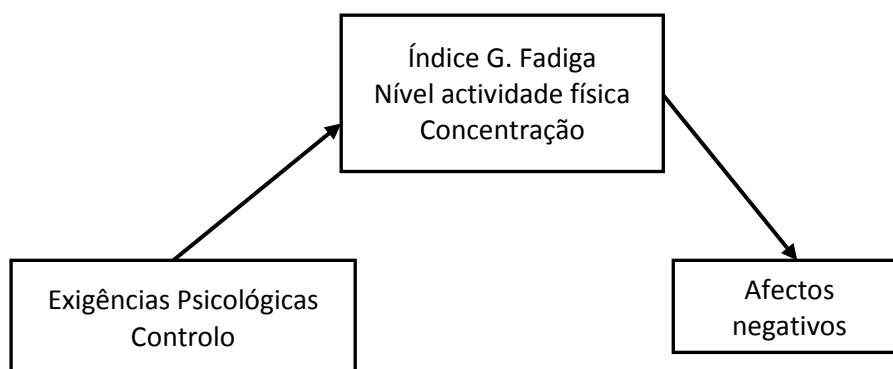 Índice G. Fadiga
Nível actividade física
Concentração
Exigências Psicológicas
Controlo
Afectos
negativos